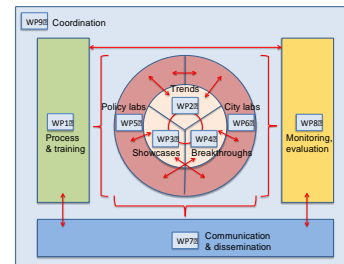 WP9 Coordination
Trends
WP2
Policy labs
City labs
WP1
WP5
WP6
WP8
Process
& training
WP3
WP4
Monitoring,
evaluation
Showcases
Breakthroughs
WP7
Communication
& dissemination